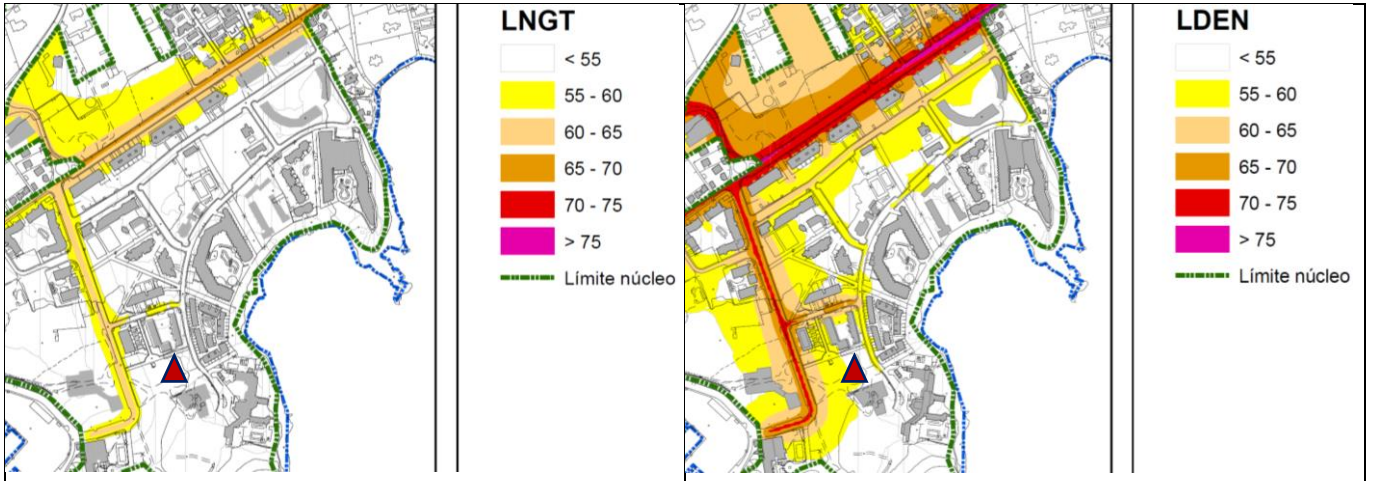 LNGT
< 55
55 - 60
60 - 65
65 - 70
70 - 75
> 75
Límite núcleo
LDEN
< 55
55 - 60
60 - 65
65 - 70
70 - 75
> 75
Límite núcleo